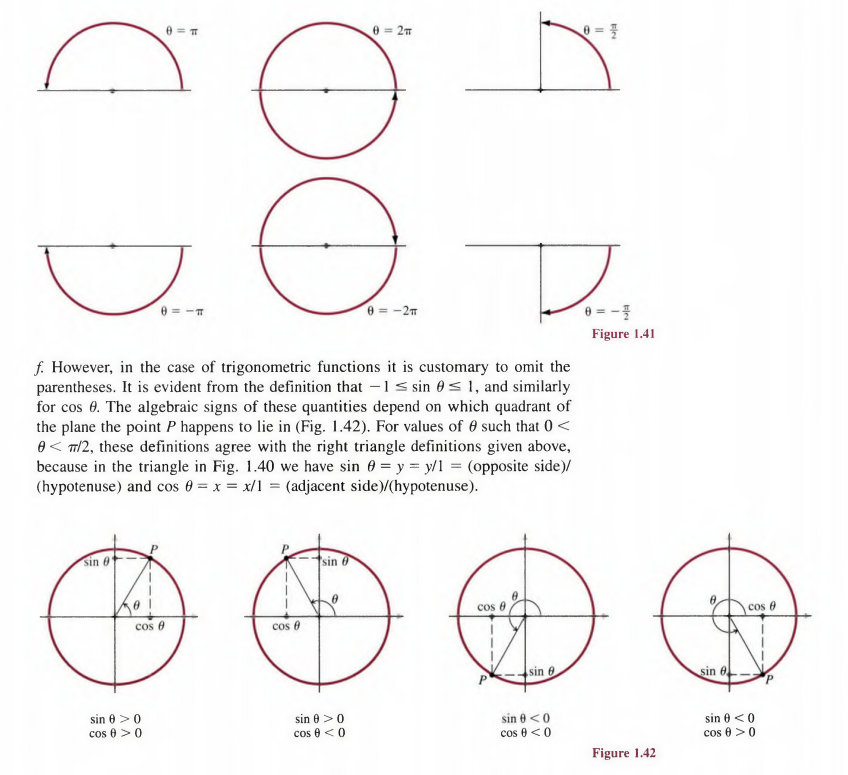 θ = π
θ = 2π
θ = π/2
θ = −π
θ = −2π
θ = −π/2
Figure 1.41
f. However, in the case of trigonometric functions it is customary to omit the
parentheses. It is evident from the definition that −1 ≤ sin θ ≤ 1, and similarly
for cos θ. The algebraic signs of these quantities depend on which quadrant of
the plane the point P happens to lie in (Fig. 1.42). For values of θ such that 0 <
θ < π/2, these definitions agree with the right triangle definitions given above,
because in the triangle in Fig. 1.40 we have sin θ = y = y/1 = (opposite side)/
(hypotenuse) and cos θ = x = x/1 = (adjacent side)/(hypotenuse).
P
sin θ
θ
cos θ
sin θ > 0
cos θ > 0
P
sin θ
θ
cos θ
sin θ > 0
cos θ < 0
θ
cos θ
sin θ
P
sin θ < 0
cos θ < 0
θ
cos θ
sin θ
P
sin θ < 0
cos θ > 0
Figure 1.42